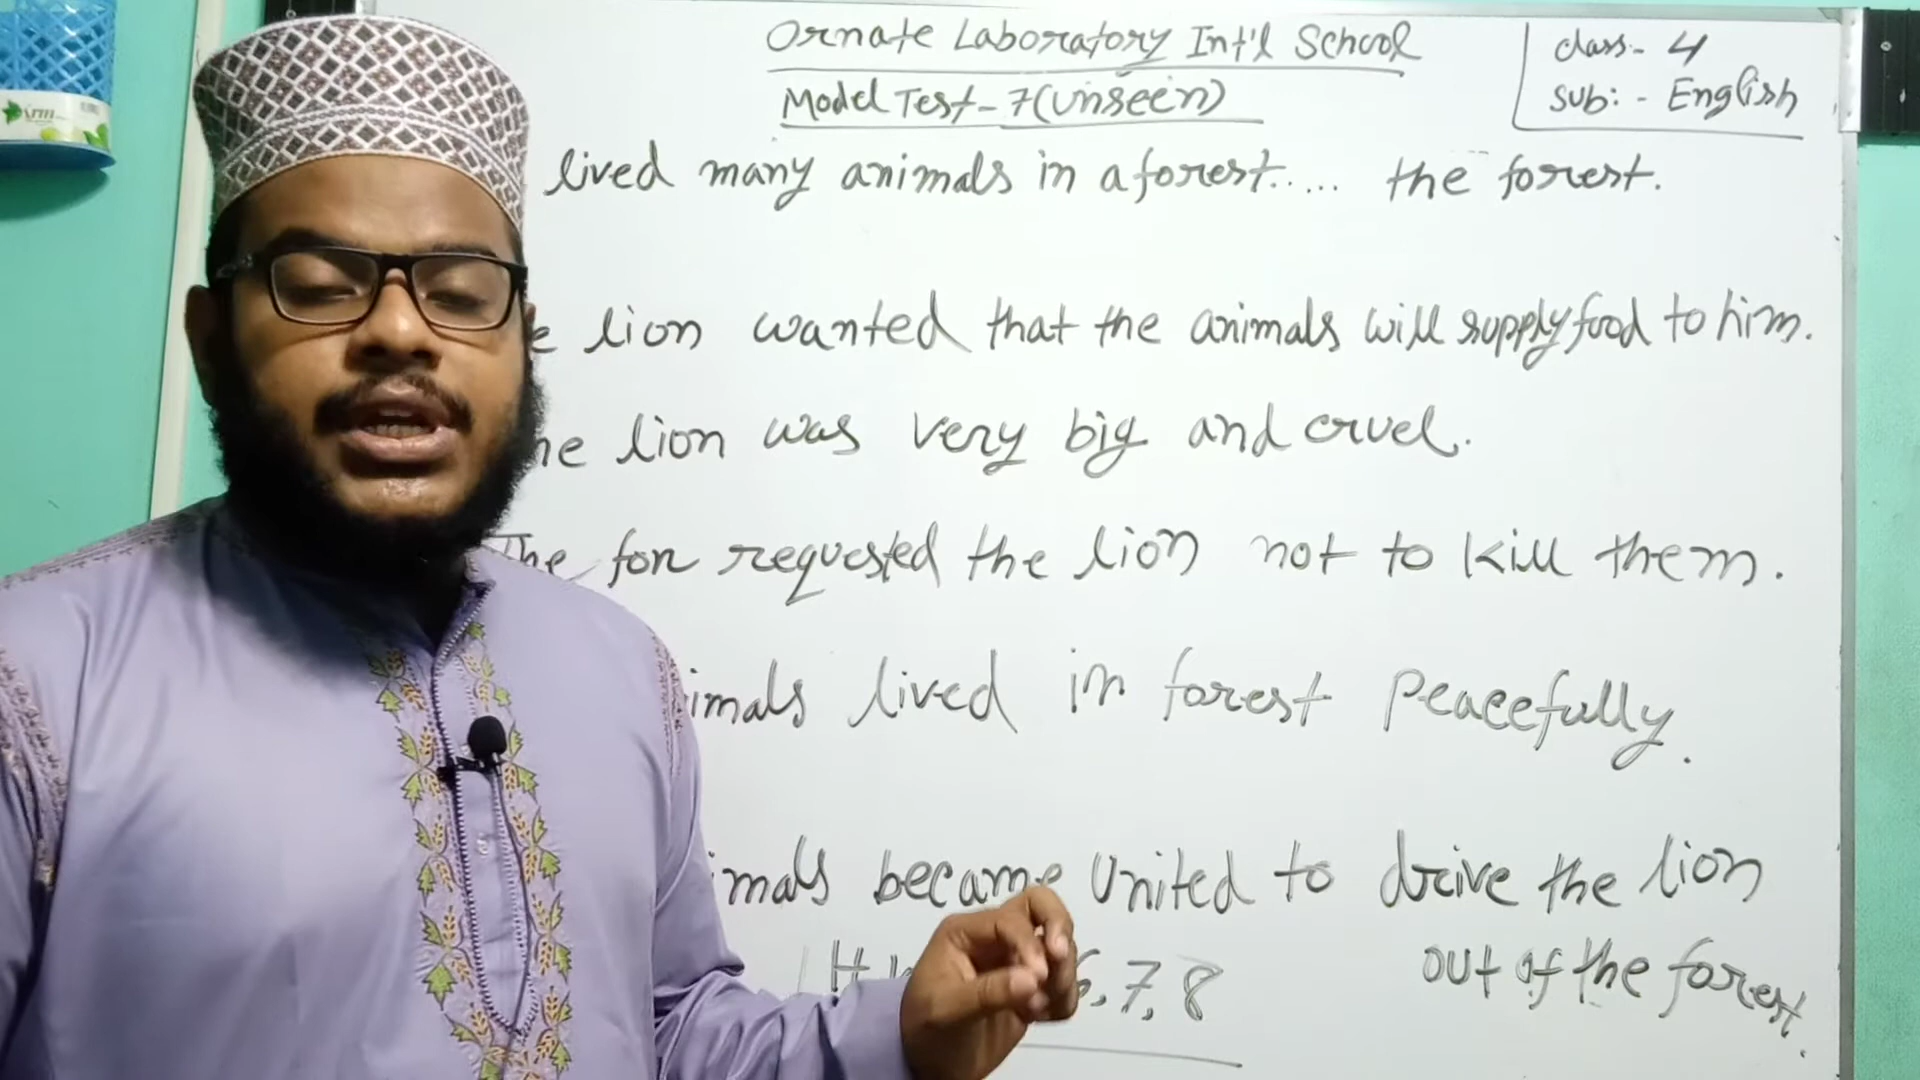 Ornate Laboratory Int'l School
Model Test-7 (Unseen)
class:- 4
Sub:- English
lived many animals in a forest..... the forest.
e lion wanted that the animals will supply food to him.
he lion was very big and cruel.
The fox requested the lion not to kill them.
imals lived in forest peacefully.
imals became United to drive the lion
out of the forest.
6,7,8